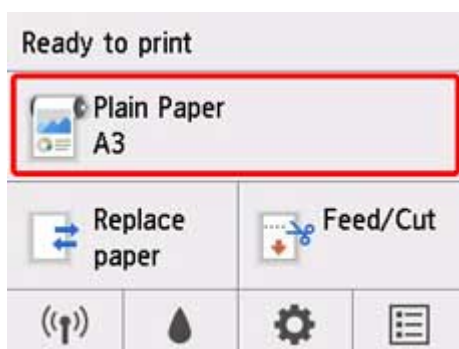 Ready to print
Plain Paper
A3
Replace
paper
Feed/Cut